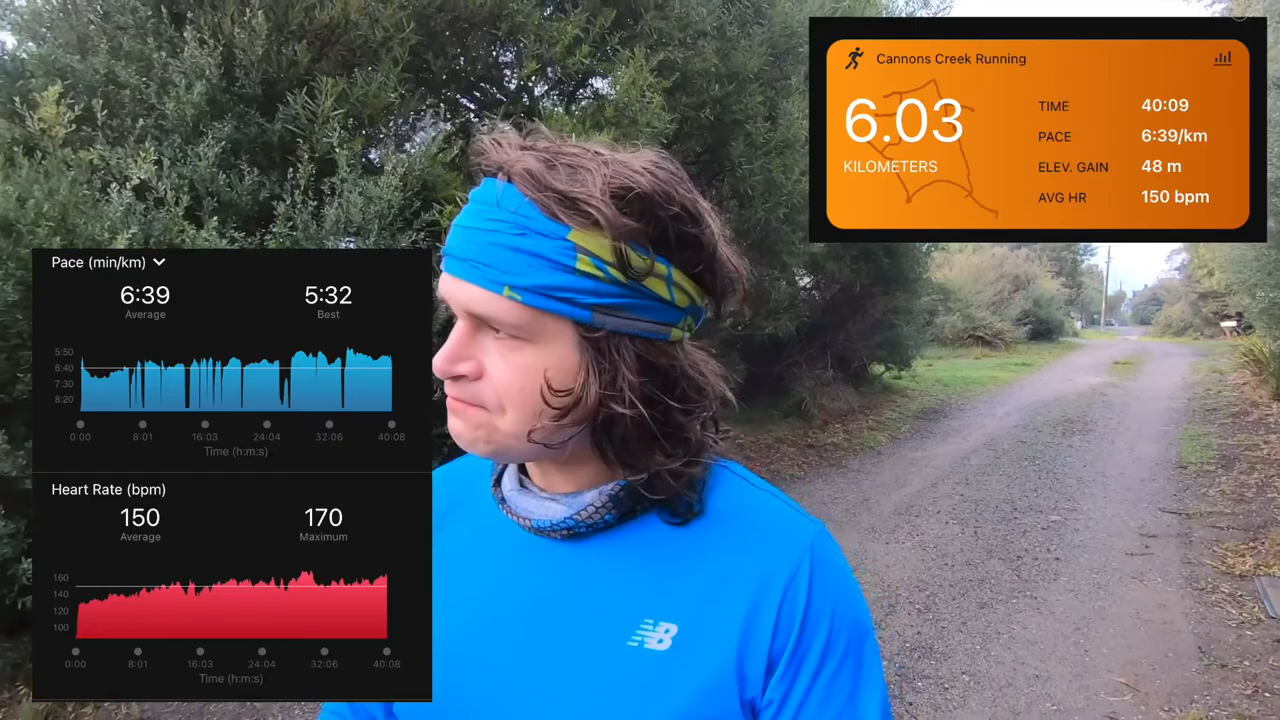 Cannons Creek Running
6.03
KILOMETERS
TIME 40:09
PACE 6:39/km
ELEV. GAIN 48 m
AVG HR 150 bpm
Pace (min/km)
6:39 5:32
Average Best
5:50
6:40
7:30
8:20
0:00 8:01 16:03 24:04 32:06 40:08
Time (h:m:s)
Heart Rate (bpm)
150 170
Average Maximum
160
140
120
100
0:00 8:01 16:03 24:04 32:06 40:08
Time (h:m:s)
NB